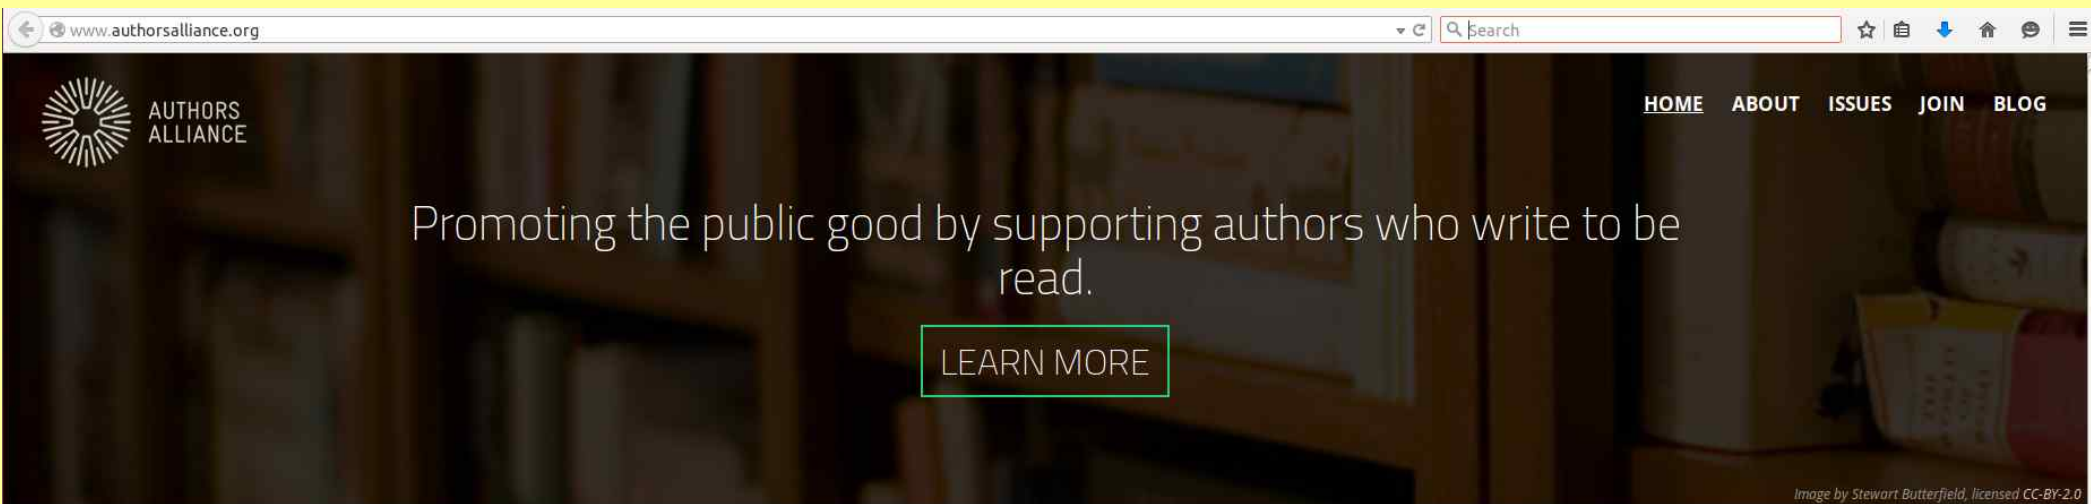 www.authorsalliance.org
Search
AUTHORS
ALLIANCE
HOME ABOUT ISSUES JOIN BLOG
Promoting the public good by supporting authors who write to be
read.
LEARN MORE
Image by Stewart Butterfield, licensed CC-BY-2.0